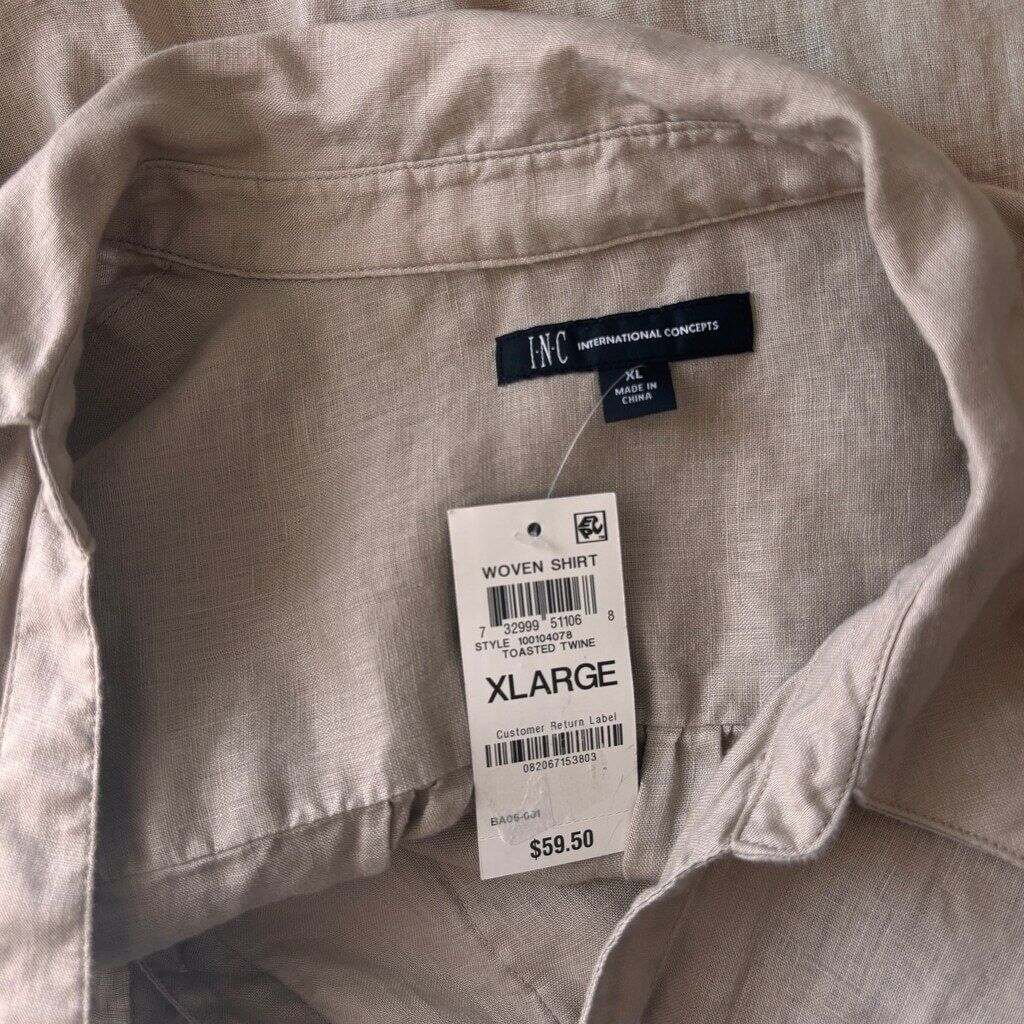 I·N·C INTERNATIONAL CONCEPTS
XL
MADE IN
CHINA
WOVEN SHIRT
7 32999 51106 8
STYLE 100104078
TOASTED TWINE
XLARGE
Customer Return Label
082067153803
$59.50